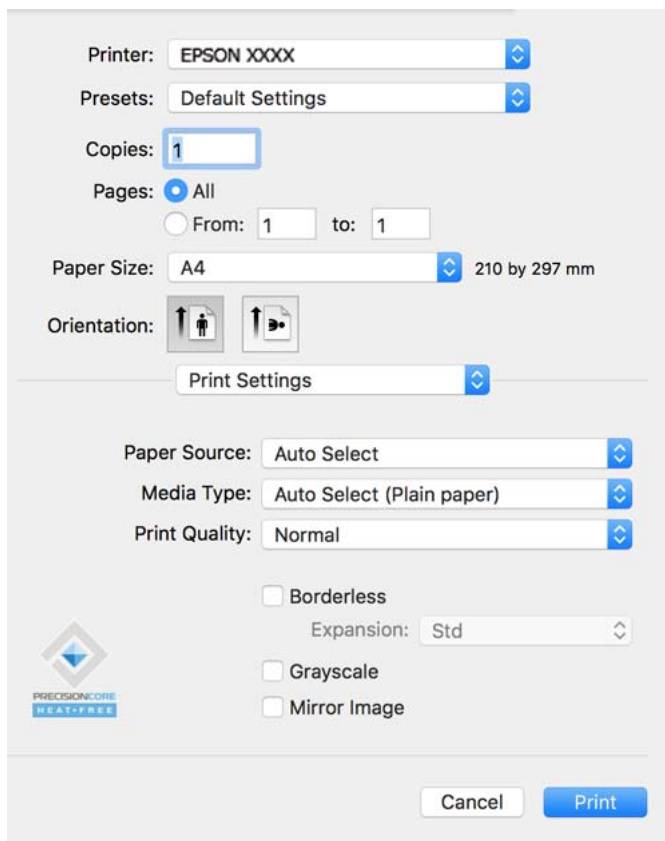 Printer: EPSON XXXX
Presets: Default Settings
Copies: 1
Pages: All
From: 1 to: 1
Paper Size: A4 210 by 297 mm
Orientation:
Print Settings
Paper Source: Auto Select
Media Type: Auto Select (Plain paper)
Print Quality: Normal
Borderless
Expansion: Std
Grayscale
Mirror Image
PRECISIONCORE
HEAT-FREE
Cancel Print